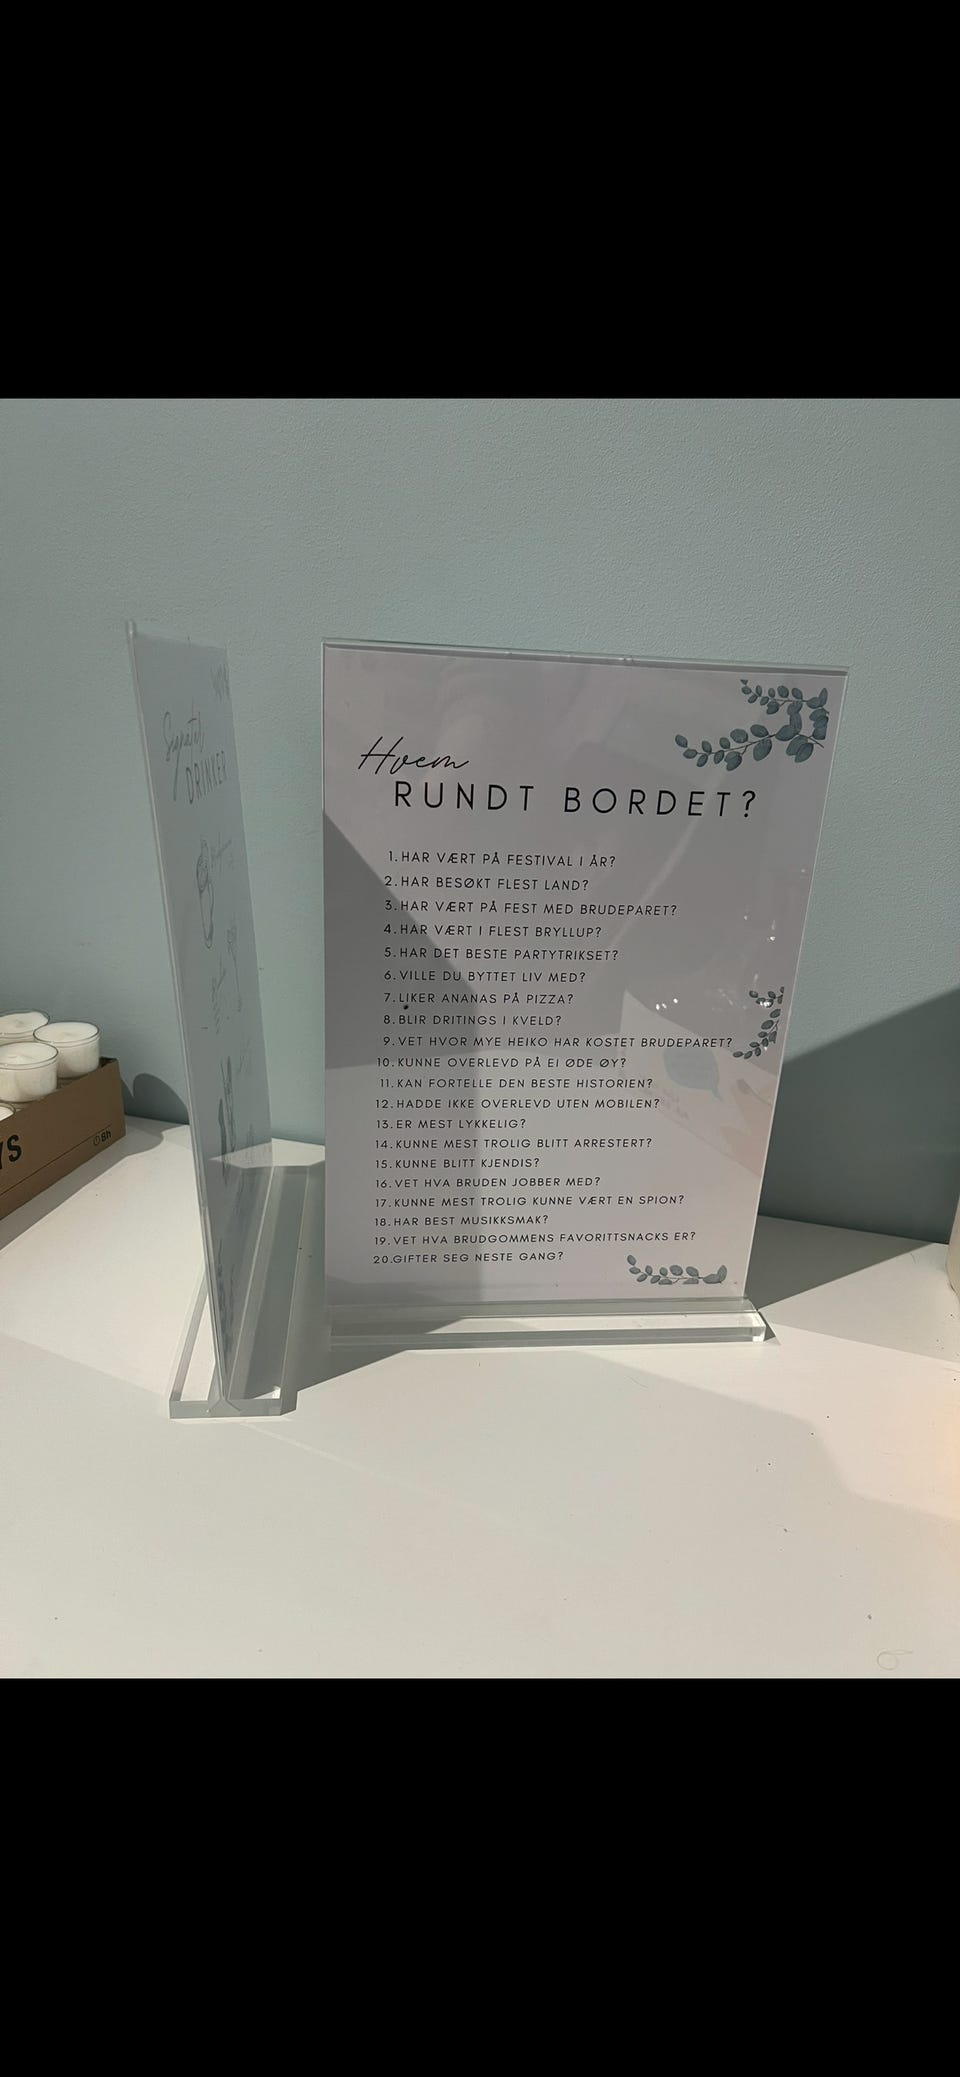 Hvem
RUNDT BORDET?
1. HAR VÆRT PÅ FESTIVAL I ÅR?
2. HAR BESØKT FLEST LAND?
3. HAR VÆRT PÅ FEST MED BRUDEPARET?
4. HAR VÆRT I FLEST BRYLLUP?
5. HAR DET BESTE PARTYTRIKSET?
6. VILLE DU BYTTET LIV MED?
7. LIKER ANANAS PÅ PIZZA?
8. BLIR DRITINGS I KVELD?
9. VET HVOR MYE HEIKO HAR KOSTET BRUDEPARET?
10. KUNNE OVERLEVD PÅ EI ØDE ØY?
11. KAN FORTELLE DEN BESTE HISTORIEN?
12. HADDE IKKE OVERLEVD UTEN MOBILEN?
13. ER MEST LYKKELIG?
14. KUNNE MEST TROLIG BLITT ARRESTERT?
15. KUNNE BLITT KJENDIS?
16. VET HVA BRUDEN JOBBER MED?
17. KUNNE MEST TROLIG KUNNE VÆRT EN SPION?
18. HAR BEST MUSIKKSMAK?
19. VET HVA BRUDGOMMENS FAVORITTSNACKS ER?
20. GIFTER SEG NESTE GANG?
Signatur
DRINKER
8h